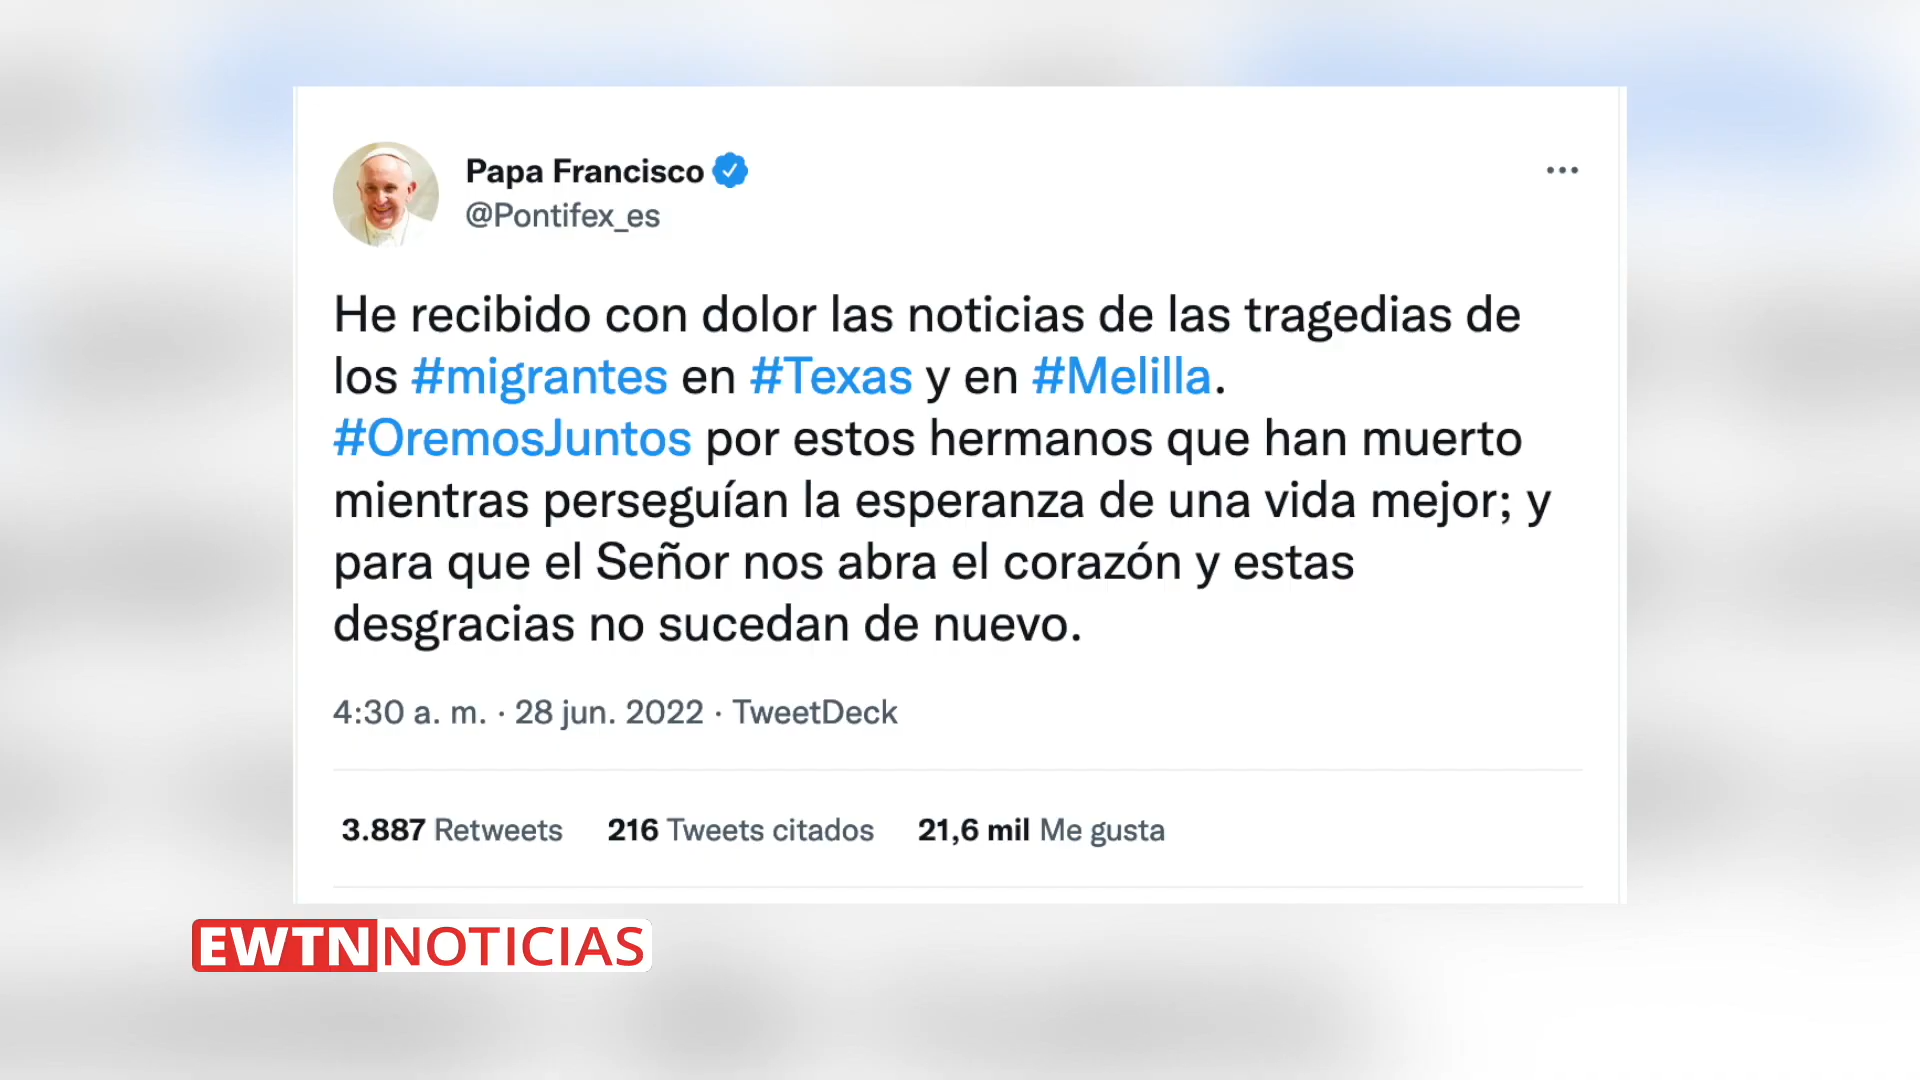 Papa Francisco
@Pontifex_es
He recibido con dolor las noticias de las tragedias de
los #migrantes en #Texas y en #Melilla.
#OremosJuntos por estos hermanos que han muerto
mientras perseguían la esperanza de una vida mejor; y
para que el Señor nos abra el corazón y estas
desgracias no sucedan de nuevo.
4:30 a. m. · 28 jun. 2022 · TweetDeck
3.887 Retweets 216 Tweets citados 21,6 mil Me gusta
EWTN NOTICIAS